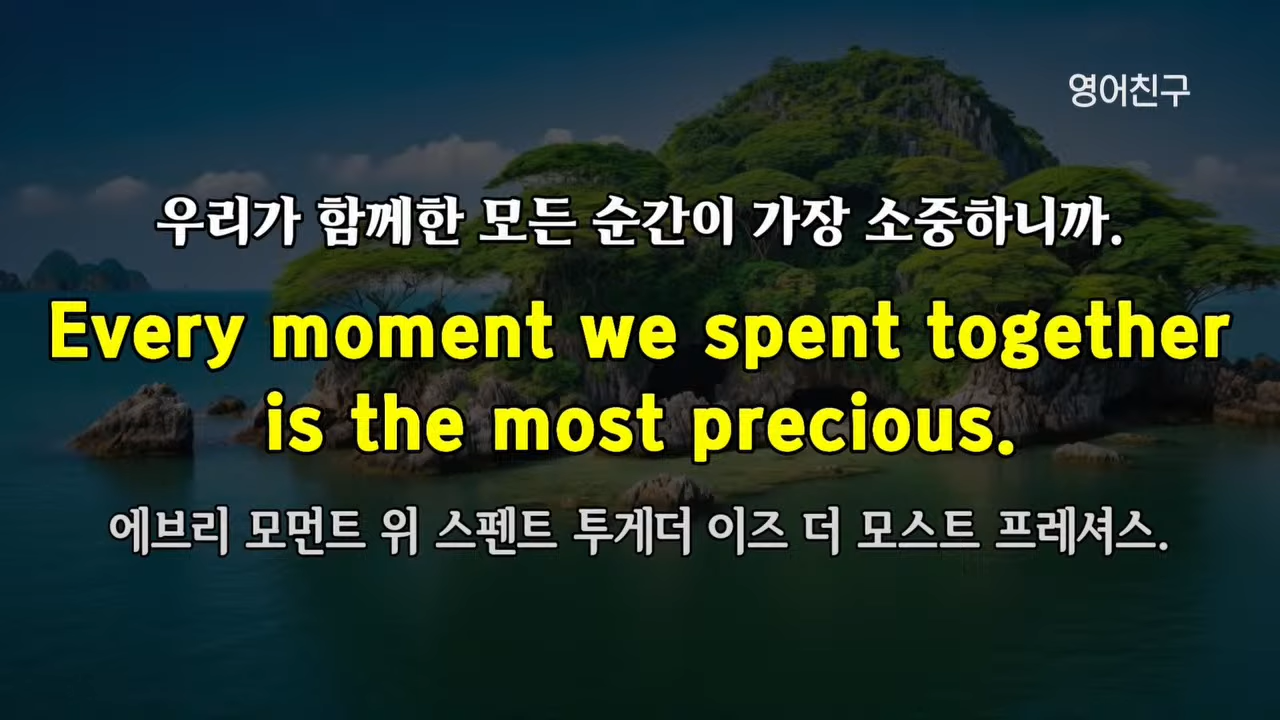 영어친구
우리가 함께한 모든 순간이 가장 소중하니까.
Every moment we spent together
is the most precious.
에브리 모먼트 위 스펜트 투게더 이즈 더 모스트 프레셔스.